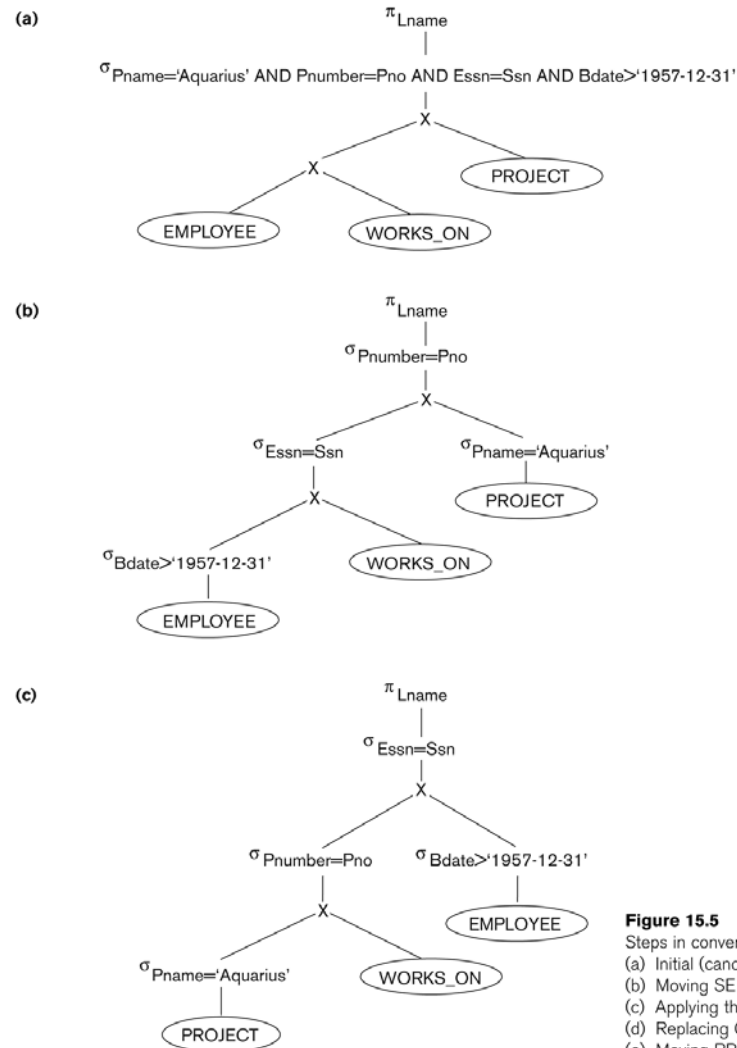 (a)
π Lname
σ Pname='Aquarius' AND Pnumber=Pno AND Essn=Ssn AND Bdate>'1957-12-31'
X
X
PROJECT
EMPLOYEE
WORKS_ON
(b)
π Lname
σ Pnumber=Pno
X
σ Essn=Ssn
σ Pname='Aquarius'
X
PROJECT
σ Bdate>'1957-12-31'
WORKS_ON
EMPLOYEE
(c)
π Lname
σ Essn=Ssn
X
σ Pnumber=Pno
σ Bdate>'1957-12-31'
X
EMPLOYEE
σ Pname='Aquarius'
WORKS_ON
PROJECT
Figure 15.5
Steps in conver
(a) Initial (canc
(b) Moving SE
(c) Applying th
(d) Replacing
(e) Moving